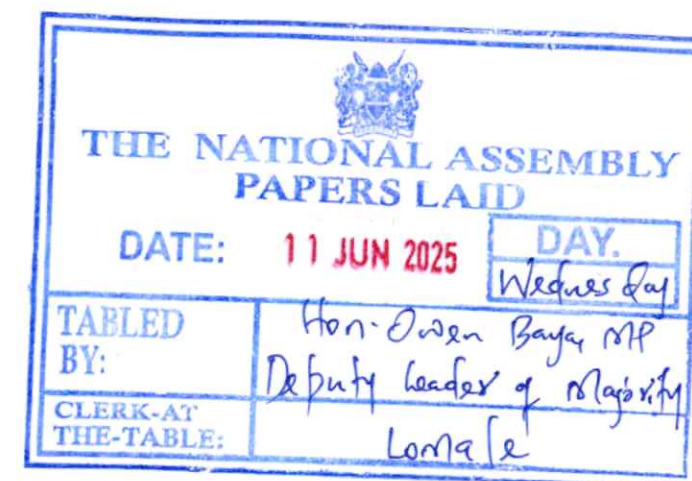 THE NATIONAL ASSEMBLY
PAPERS LAID
DATE: 11 JUN 2025
DAY.
Wednesday
TABLED BY:
Hon. Owen Baya, MP
Deputy Leader of Majority
CLERK-AT THE-TABLE: